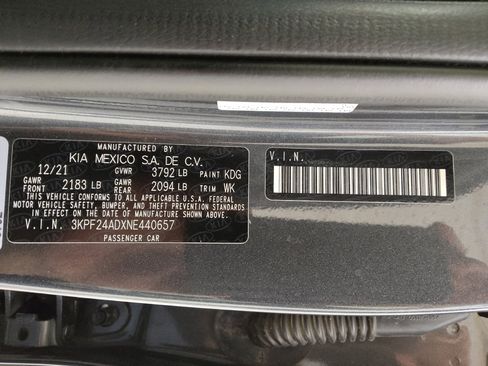 MANUFACTURED BY
KIA MEXICO S.A. DE C.V.
12/21 GVWR 3792 LB PAINT KDG
GAWR FRONT 2183 LB GAWR REAR 2094 LB TRIM WK
THIS VEHICLE CONFORMS TO ALL APPLICABLE U.S.A. FEDERAL
MOTOR VEHICLE SAFETY, BUMPER, AND THEFT PREVENTION STANDARDS
IN EFFECT ON THE DATE OF MANUFACTURE SHOWN ABOVE.
V.I.N. 3KPF24ADXNE440657
PASSENGER CAR
V.I.N.